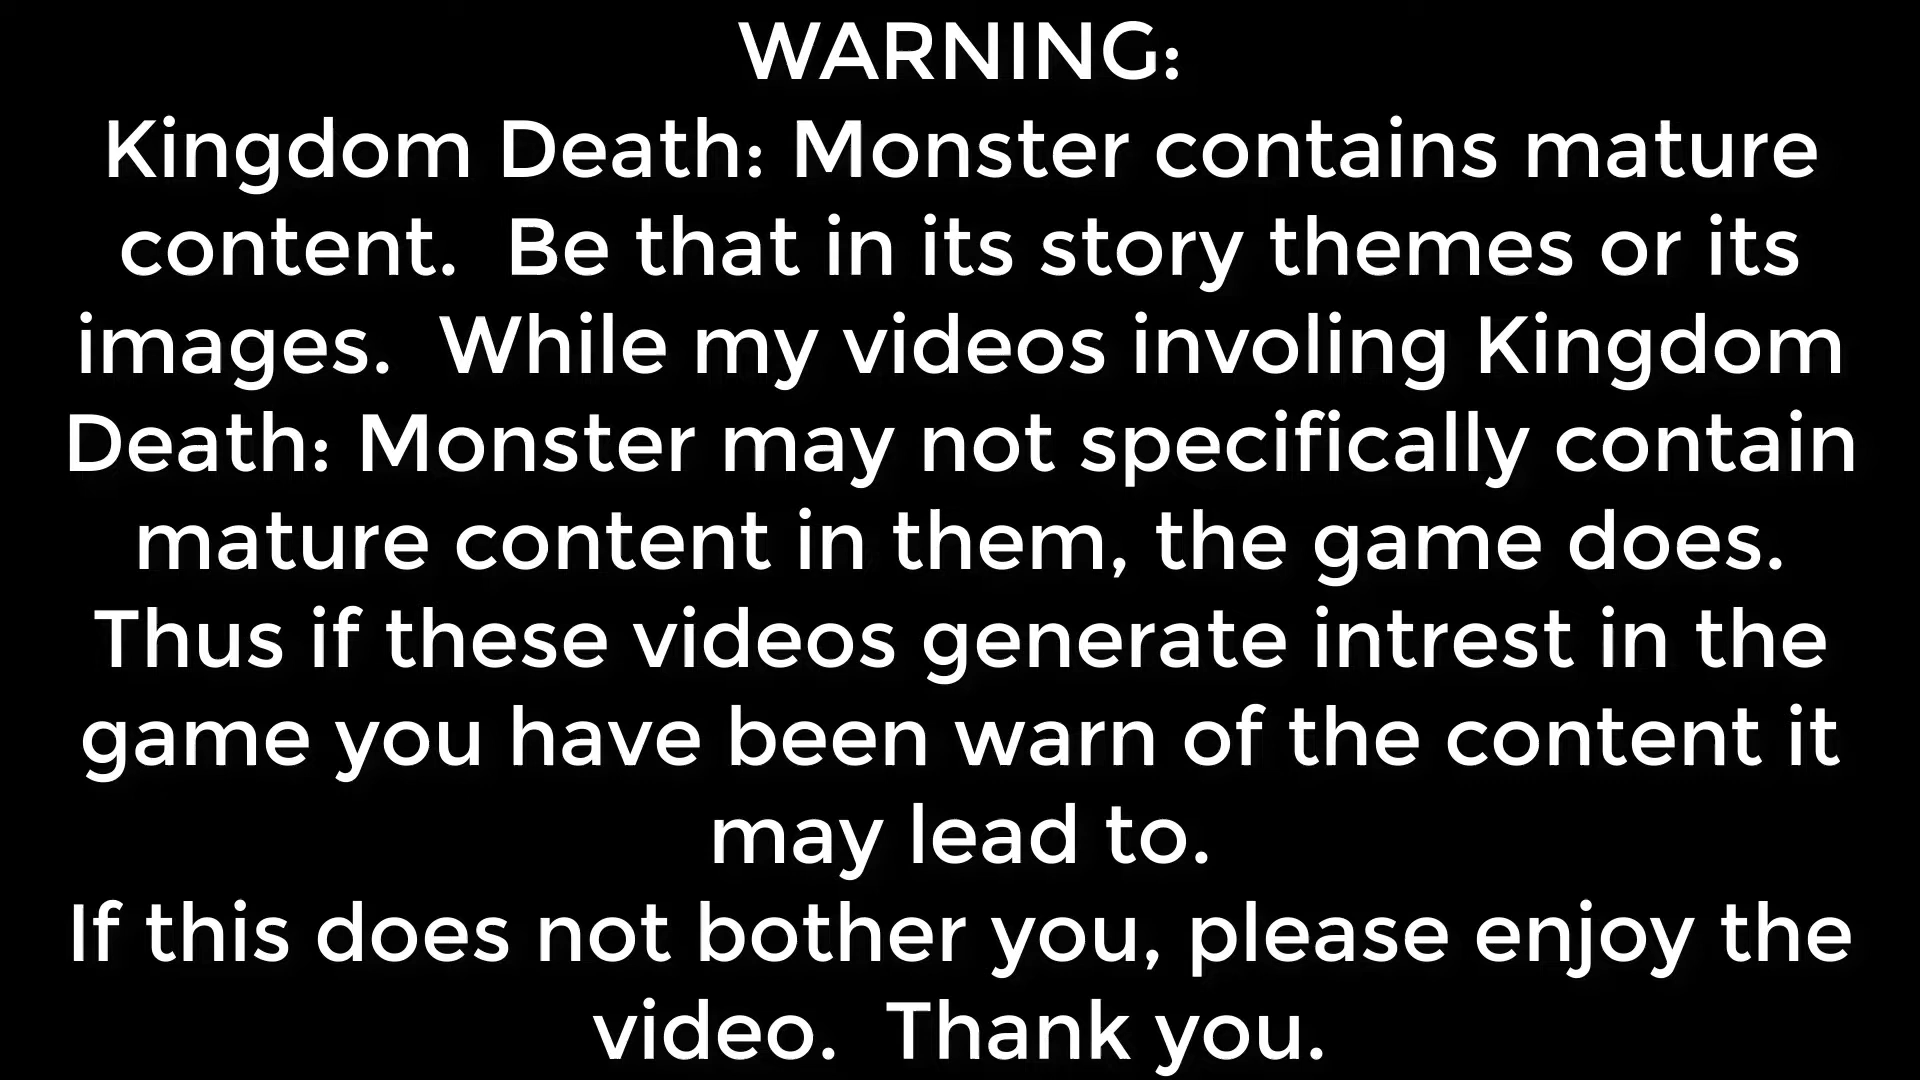 WARNING:
Kingdom Death: Monster contains mature
content.  Be that in its story themes or its
images.  While my videos involing Kingdom
Death: Monster may not specifically contain
mature content in them, the game does.
Thus if these videos generate intrest in the
game you have been warn of the content it
may lead to.
If this does not bother you, please enjoy the
video.  Thank you.